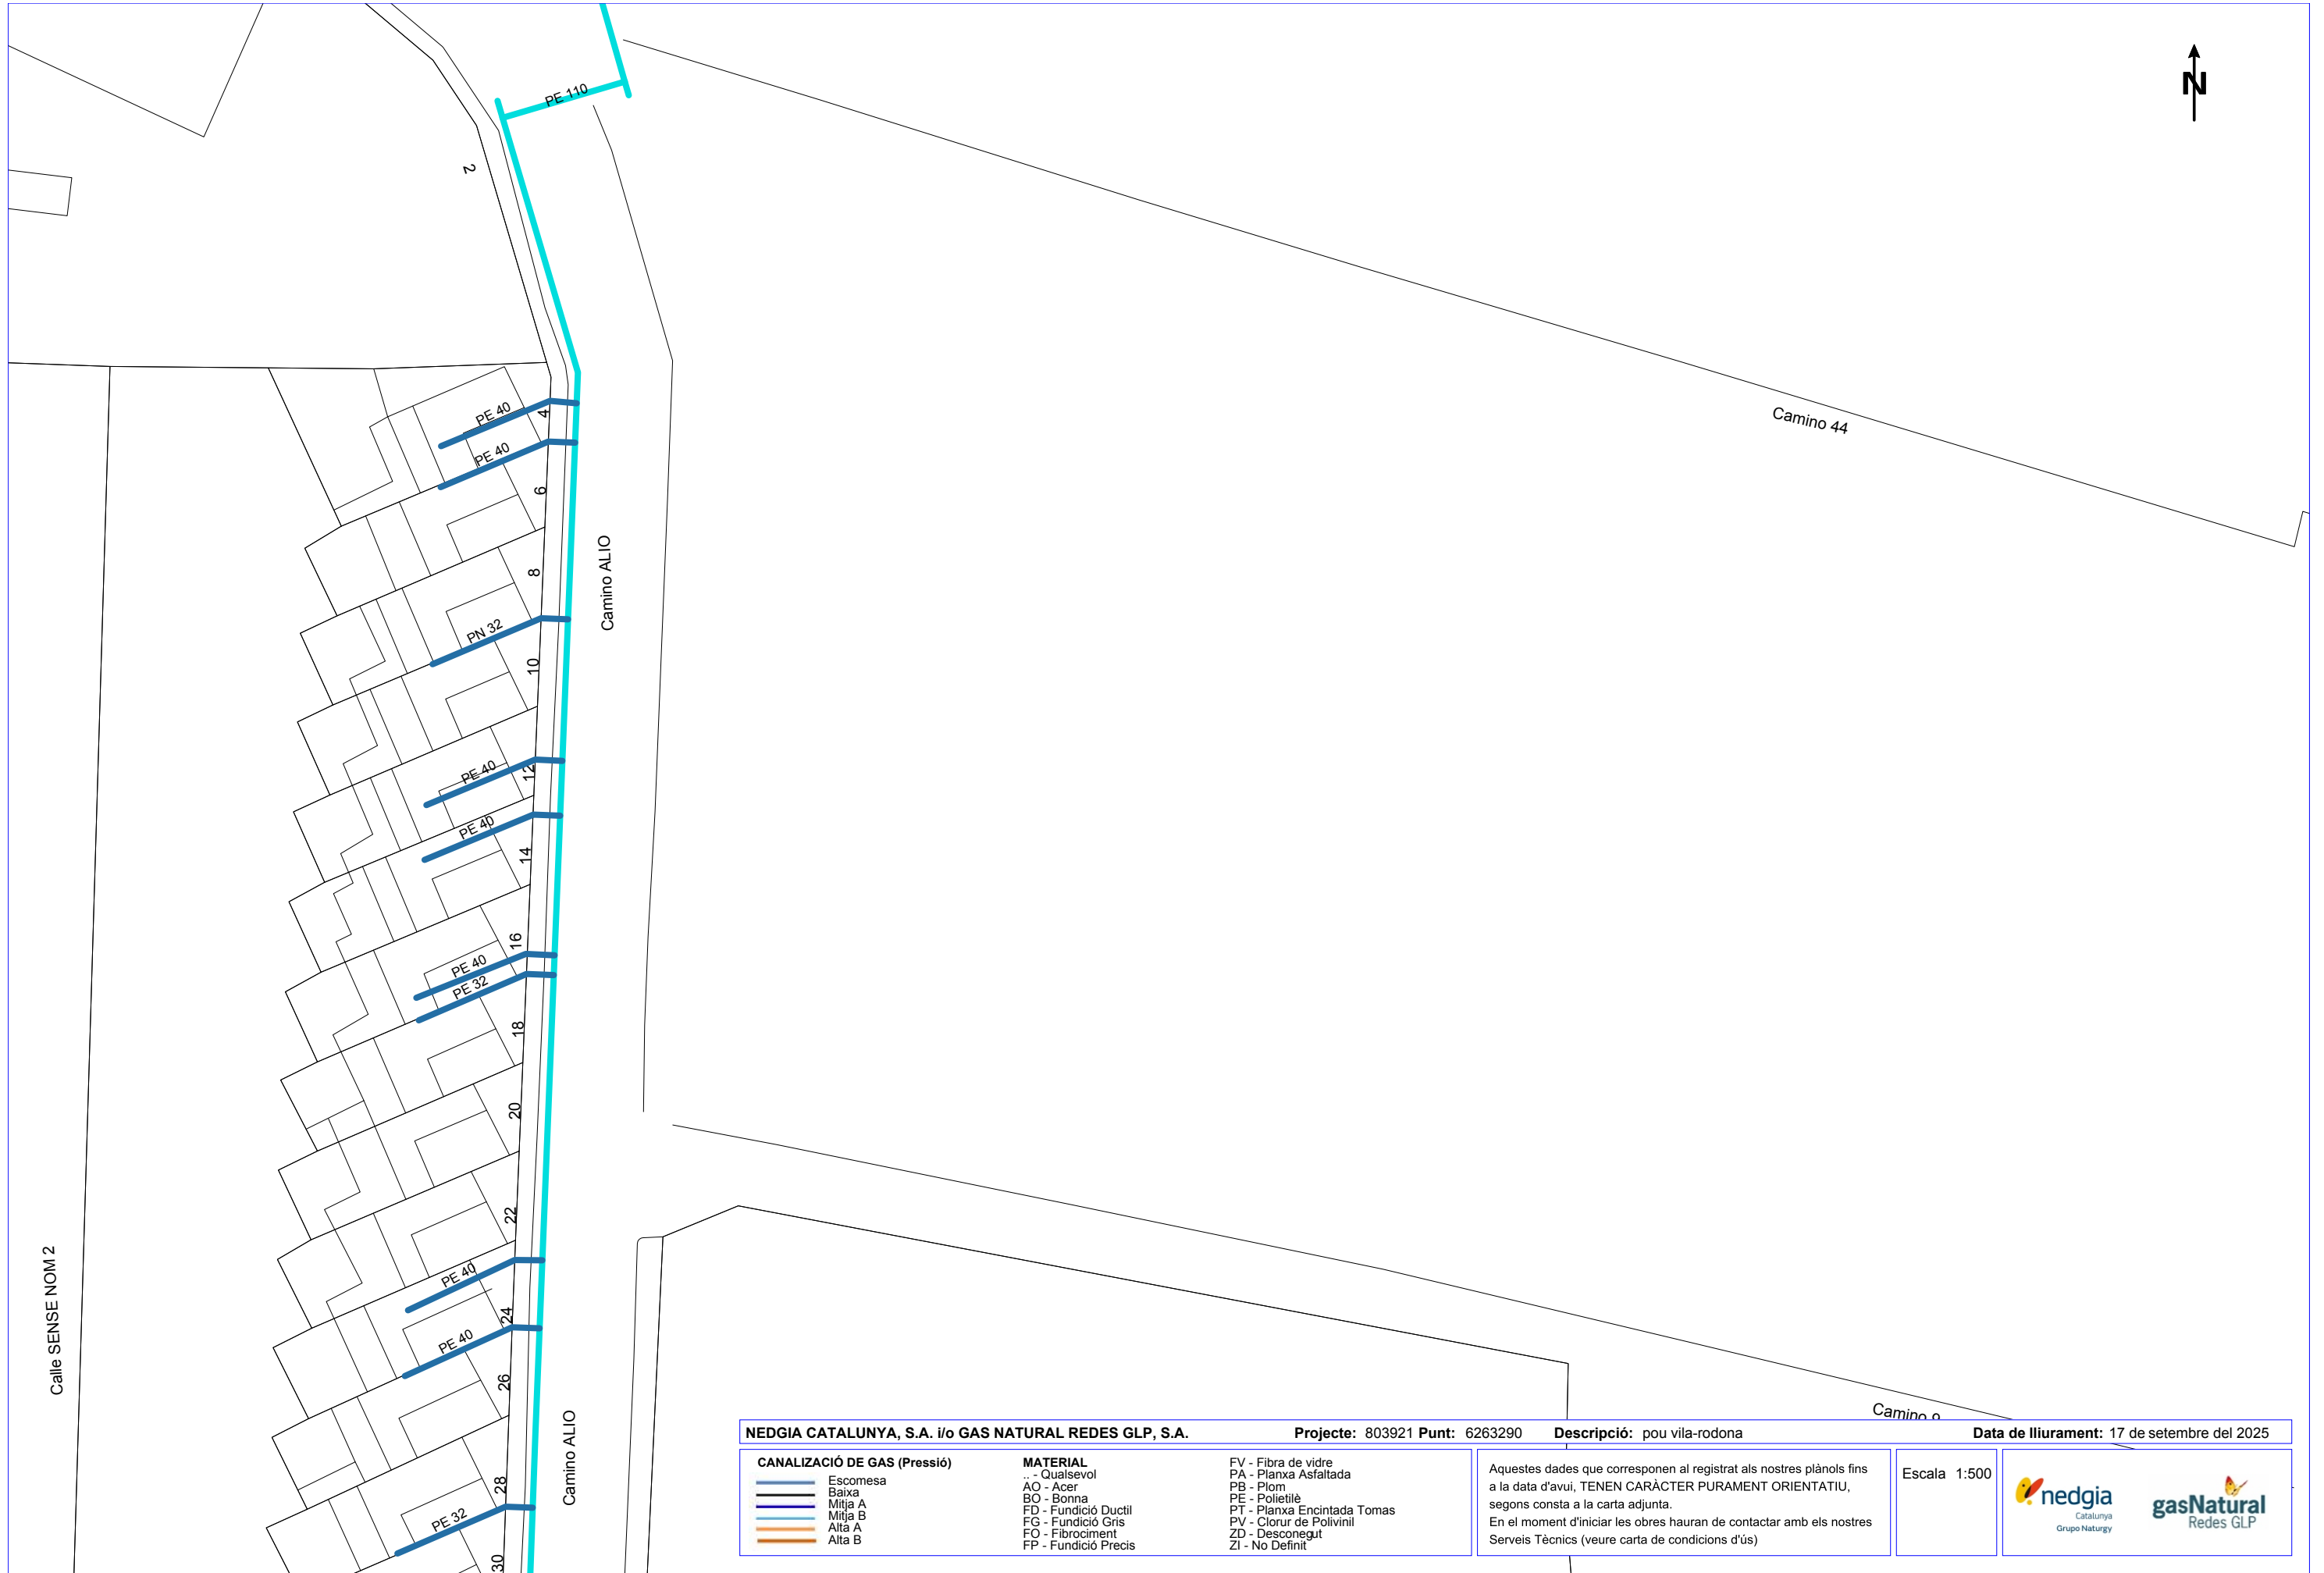 PE 110
N
2
Camino 44
PE 40
4
PE 40
6
Camino ALIO
8
PN 32
10
PE 40
12
PE 40
14
16
PE 40
PE 32
18
20
22
Calle SENSE NOM 2
PE 40
24
PE 40
26
Camino ALIO
28
PE 32
30
Camino 9
NEDGIA CATALUNYA, S.A. i/o GAS NATURAL REDES GLP, S.A. Projecte: 803921 Punt: 6263290 Descripció: pou vila-rodona Data de lliurament: 17 de setembre del 2025
CANALIZACIÓ DE GAS (Pressió)
Escomesa
Baixa
Mitja A
Mitja B
Alta A
Alta B
MATERIAL
.. - Qualsevol
AO - Acer
BO - Bonna
FD - Fundició Ductil
FG - Fundició Gris
FO - Fibrociment
FP - Fundició Precis
FV - Fibra de vidre
PA - Planxa Asfaltada
PB - Plom
PE - Polietilè
PT - Planxa Encintada Tomas
PV - Clorur de Polivinil
ZD - Desconegut
ZI - No Definit
Aquestes dades que corresponen al registrat als nostres plànols fins
a la data d'avui, TENEN CARÀCTER PURAMENT ORIENTATIU,
segons consta a la carta adjunta.
En el moment d'iniciar les obres hauran de contactar amb els nostres
Serveis Tècnics (veure carta de condicions d'ús)
Escala 1:500
nedgia
Catalunya
Grupo Naturgy
gasNatural
Redes GLP